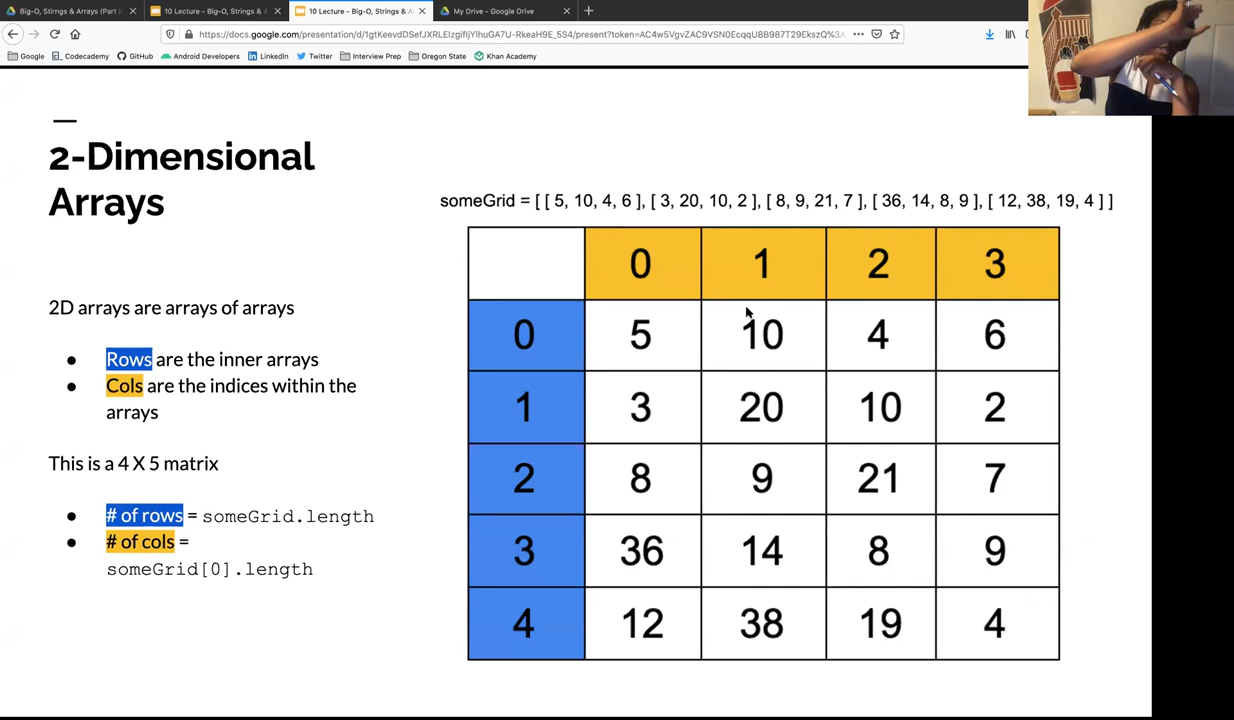 Big-O, Stirngs & Arrays (Part I
10 Lecture - Big-O, Strings & A
10 Lecture - Big-O, Strings & A
My Drive - Google Drive
Google
Codecademy
GitHub
Android Developers
LinkedIn
Twitter
Interview Prep
Oregon State
Khan Academy
2-Dimensional
Arrays
2D arrays are arrays of arrays
● Rows are the inner arrays
● Cols are the indices within the
arrays
This is a 4 X 5 matrix
● # of rows = someGrid.length
● # of cols =
someGrid[0].length
someGrid = [ [ 5, 10, 4, 6 ], [ 3, 20, 10, 2 ], [ 8, 9, 21, 7 ], [ 36, 14, 8, 9 ], [ 12, 38, 19, 4 ] ]
0 1 2 3
0 5 10 4 6
1 3 20 10 2
2 8 9 21 7
3 36 14 8 9
4 12 38 19 4